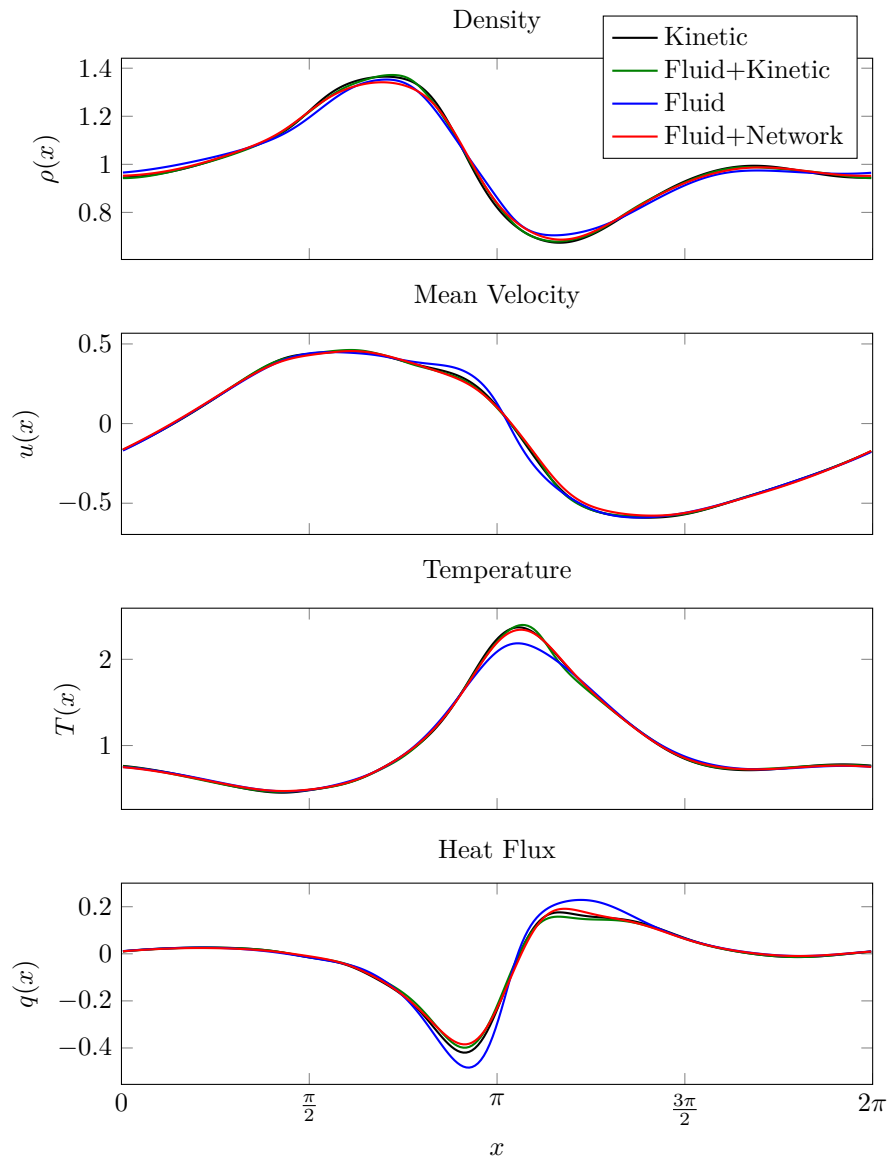 Density
Kinetic
Fluid+Kinetic
Fluid
Fluid+Network
1.4
1.2
1
0.8
ρ(x)
Mean Velocity
0.5
0
−0.5
u(x)
Temperature
2
1
T(x)
Heat Flux
0.2
0
−0.2
−0.4
q(x)
0 π/2 π 3π/2 2π
x